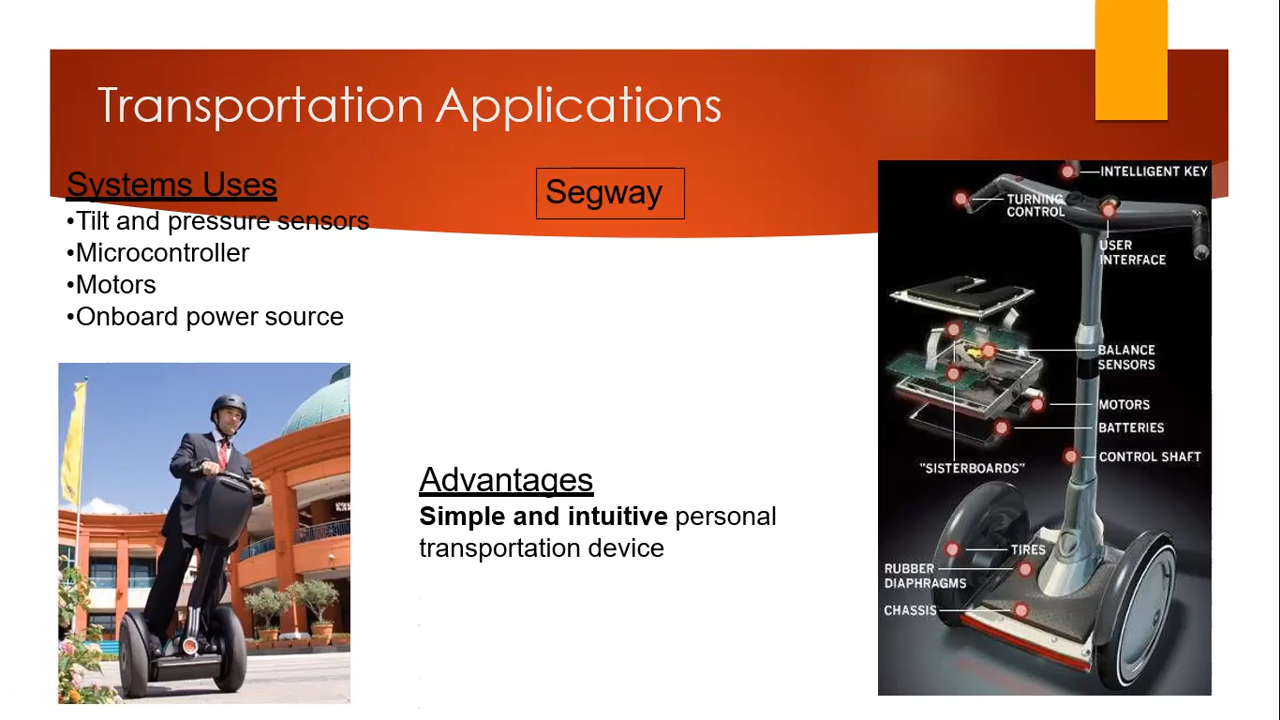 Transportation Applications
Systems Uses
•Tilt and pressure sensors
•Microcontroller
•Motors
•Onboard power source
Segway
Advantages
Simple and intuitive personal
transportation device
INTELLIGENT KEY
TURNING
CONTROL
USER
INTERFACE
BALANCE
SENSORS
MOTORS
BATTERIES
CONTROL SHAFT
"SISTERBOARDS"
TIRES
RUBBER
DIAPHRAGMS
CHASSIS